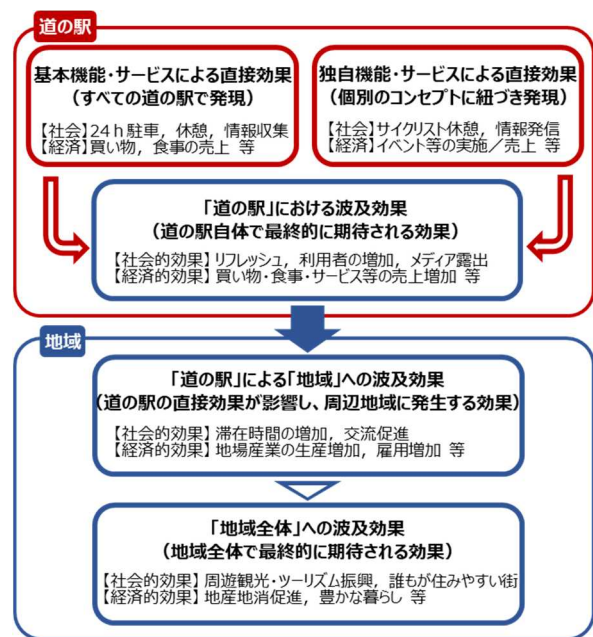 道の駅
基本機能・サービスによる直接効果
（すべての道の駅で発現）
【社会】24ｈ駐車，休憩，情報収集
【経済】買い物，食事の売上 等
独自機能・サービスによる直接効果
（個別のコンセプトに紐づき発現）
【社会】サイクリスト休憩，情報発信
【経済】イベント等の実施／売上 等
「道の駅」における波及効果
（道の駅自体で最終的に期待される効果）
【社会的効果】リフレッシュ，利用者の増加，メディア露出
【経済的効果】買い物・食事・サービス等の売上増加 等
地域
「道の駅」による「地域」への波及効果
（道の駅の直接効果が影響し、周辺地域に発生する効果）
【社会的効果】滞在時間の増加，交流促進
【経済的効果】地場産業の生産増加，雇用増加 等
「地域全体」への波及効果
（地域全体で最終的に期待される効果）
【社会的効果】周遊観光・ツーリズム振興，誰もが住みやすい街
【経済的効果】地産地消促進，豊かな暮らし 等